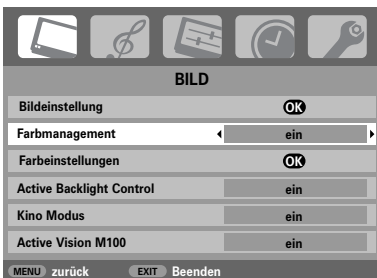 BILD
Bildeinstellung OK
Farbmanagement ein
Farbeinstellungen OK
Active Backlight Control ein
Kino Modus ein
Active Vision M100 ein
MENU zurück EXIT Beenden